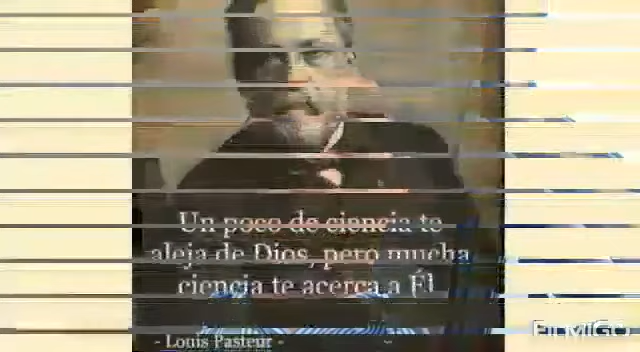 Un poco de ciencia te
aleja de Dios, pero mucha
ciencia te acerca a Él
- Louis Pasteur -
FILMIGO